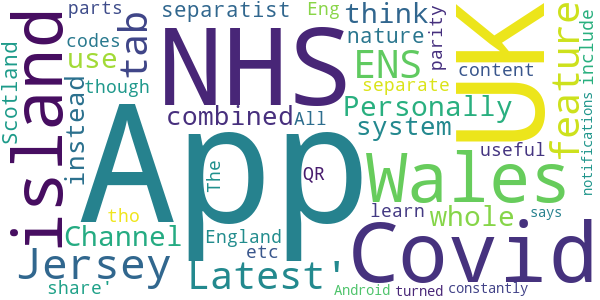 parts
separatist
Eng
think
UK
island
Scotland
codes
tab
NHS
nature
parity
ENS
content
include
use
though
separate
feature
instead
App
combined
All
Personally
system
notifications
useful
The
QR
Wales
tho
learn
whole
says
Channel
England
Covid
Jersey
etc
Latest'
share'
Android
turned
constantly